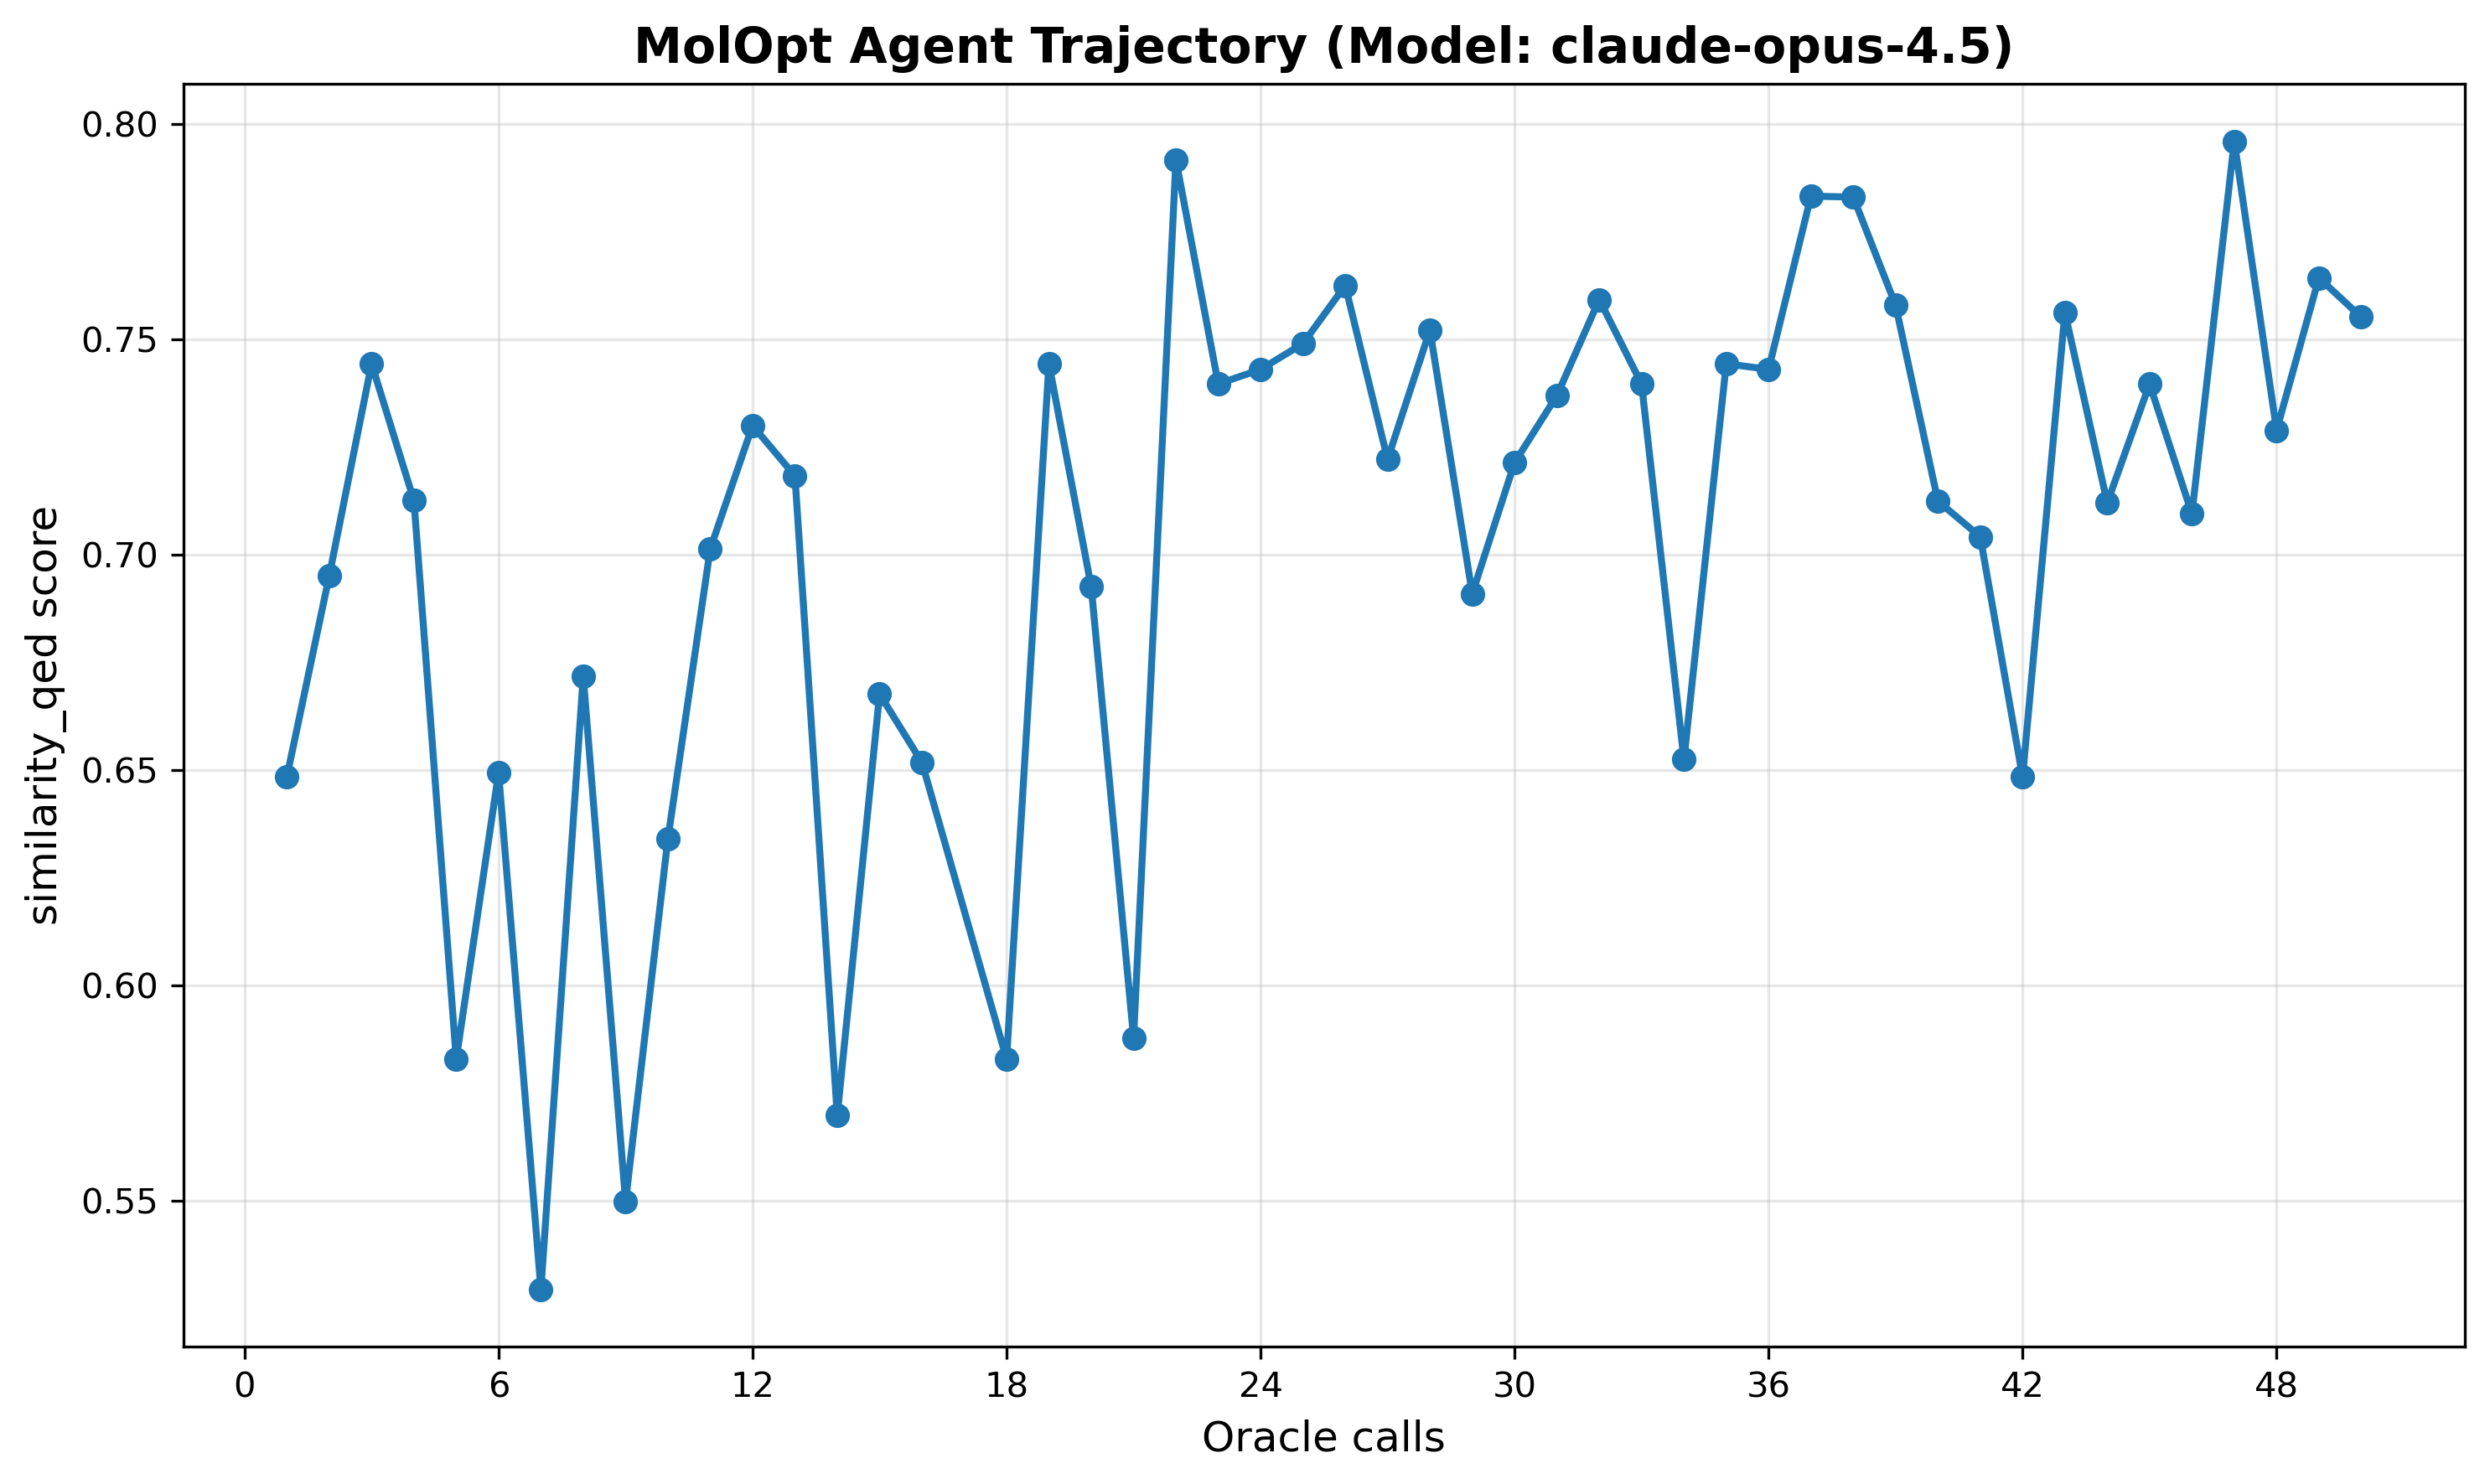 MolOpt Agent Trajectory (Model: claude-opus-4.5)
similarity_qed score
0.80
0.75
0.70
0.65
0.60
0.55
0 6 12 18 24 30 36 42 48
Oracle calls